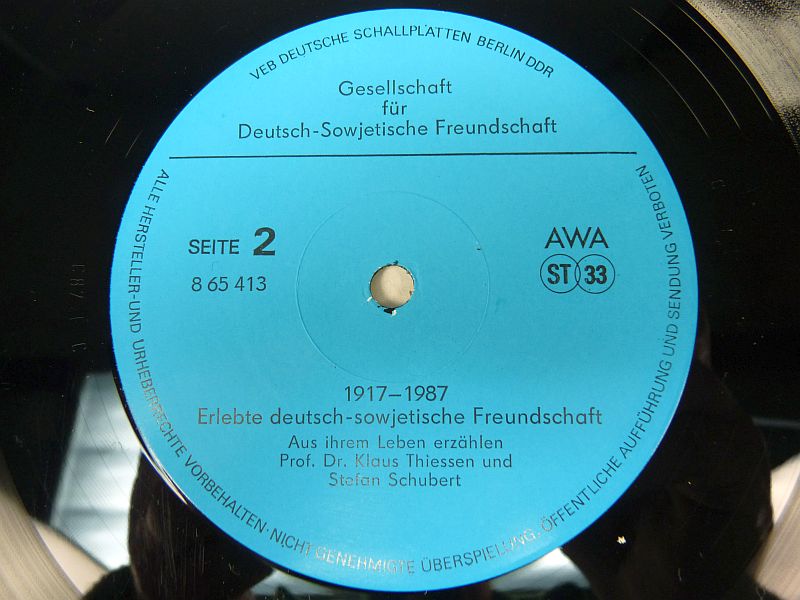 VEB DEUTSCHE SCHALLPLATTEN BERLIN DDR
Gesellschaft
für
Deutsch-Sowjetische Freundschaft
SEITE 2
8 65 413
AWA
ST 33
1917–1987
Erlebte deutsch-sowjetische Freundschaft
Aus ihrem Leben erzählen
Prof. Dr. Klaus Thiessen und
Stefan Schubert
ALLE HERSTELLER-UND URHEBERRECHTE VORBEHALTEN·NICHT GENEHMIGTE ÜBERSPIELUNG, ÖFFENTLICHE AUFFÜHRUNG UND SENDUNG VERBOTEN